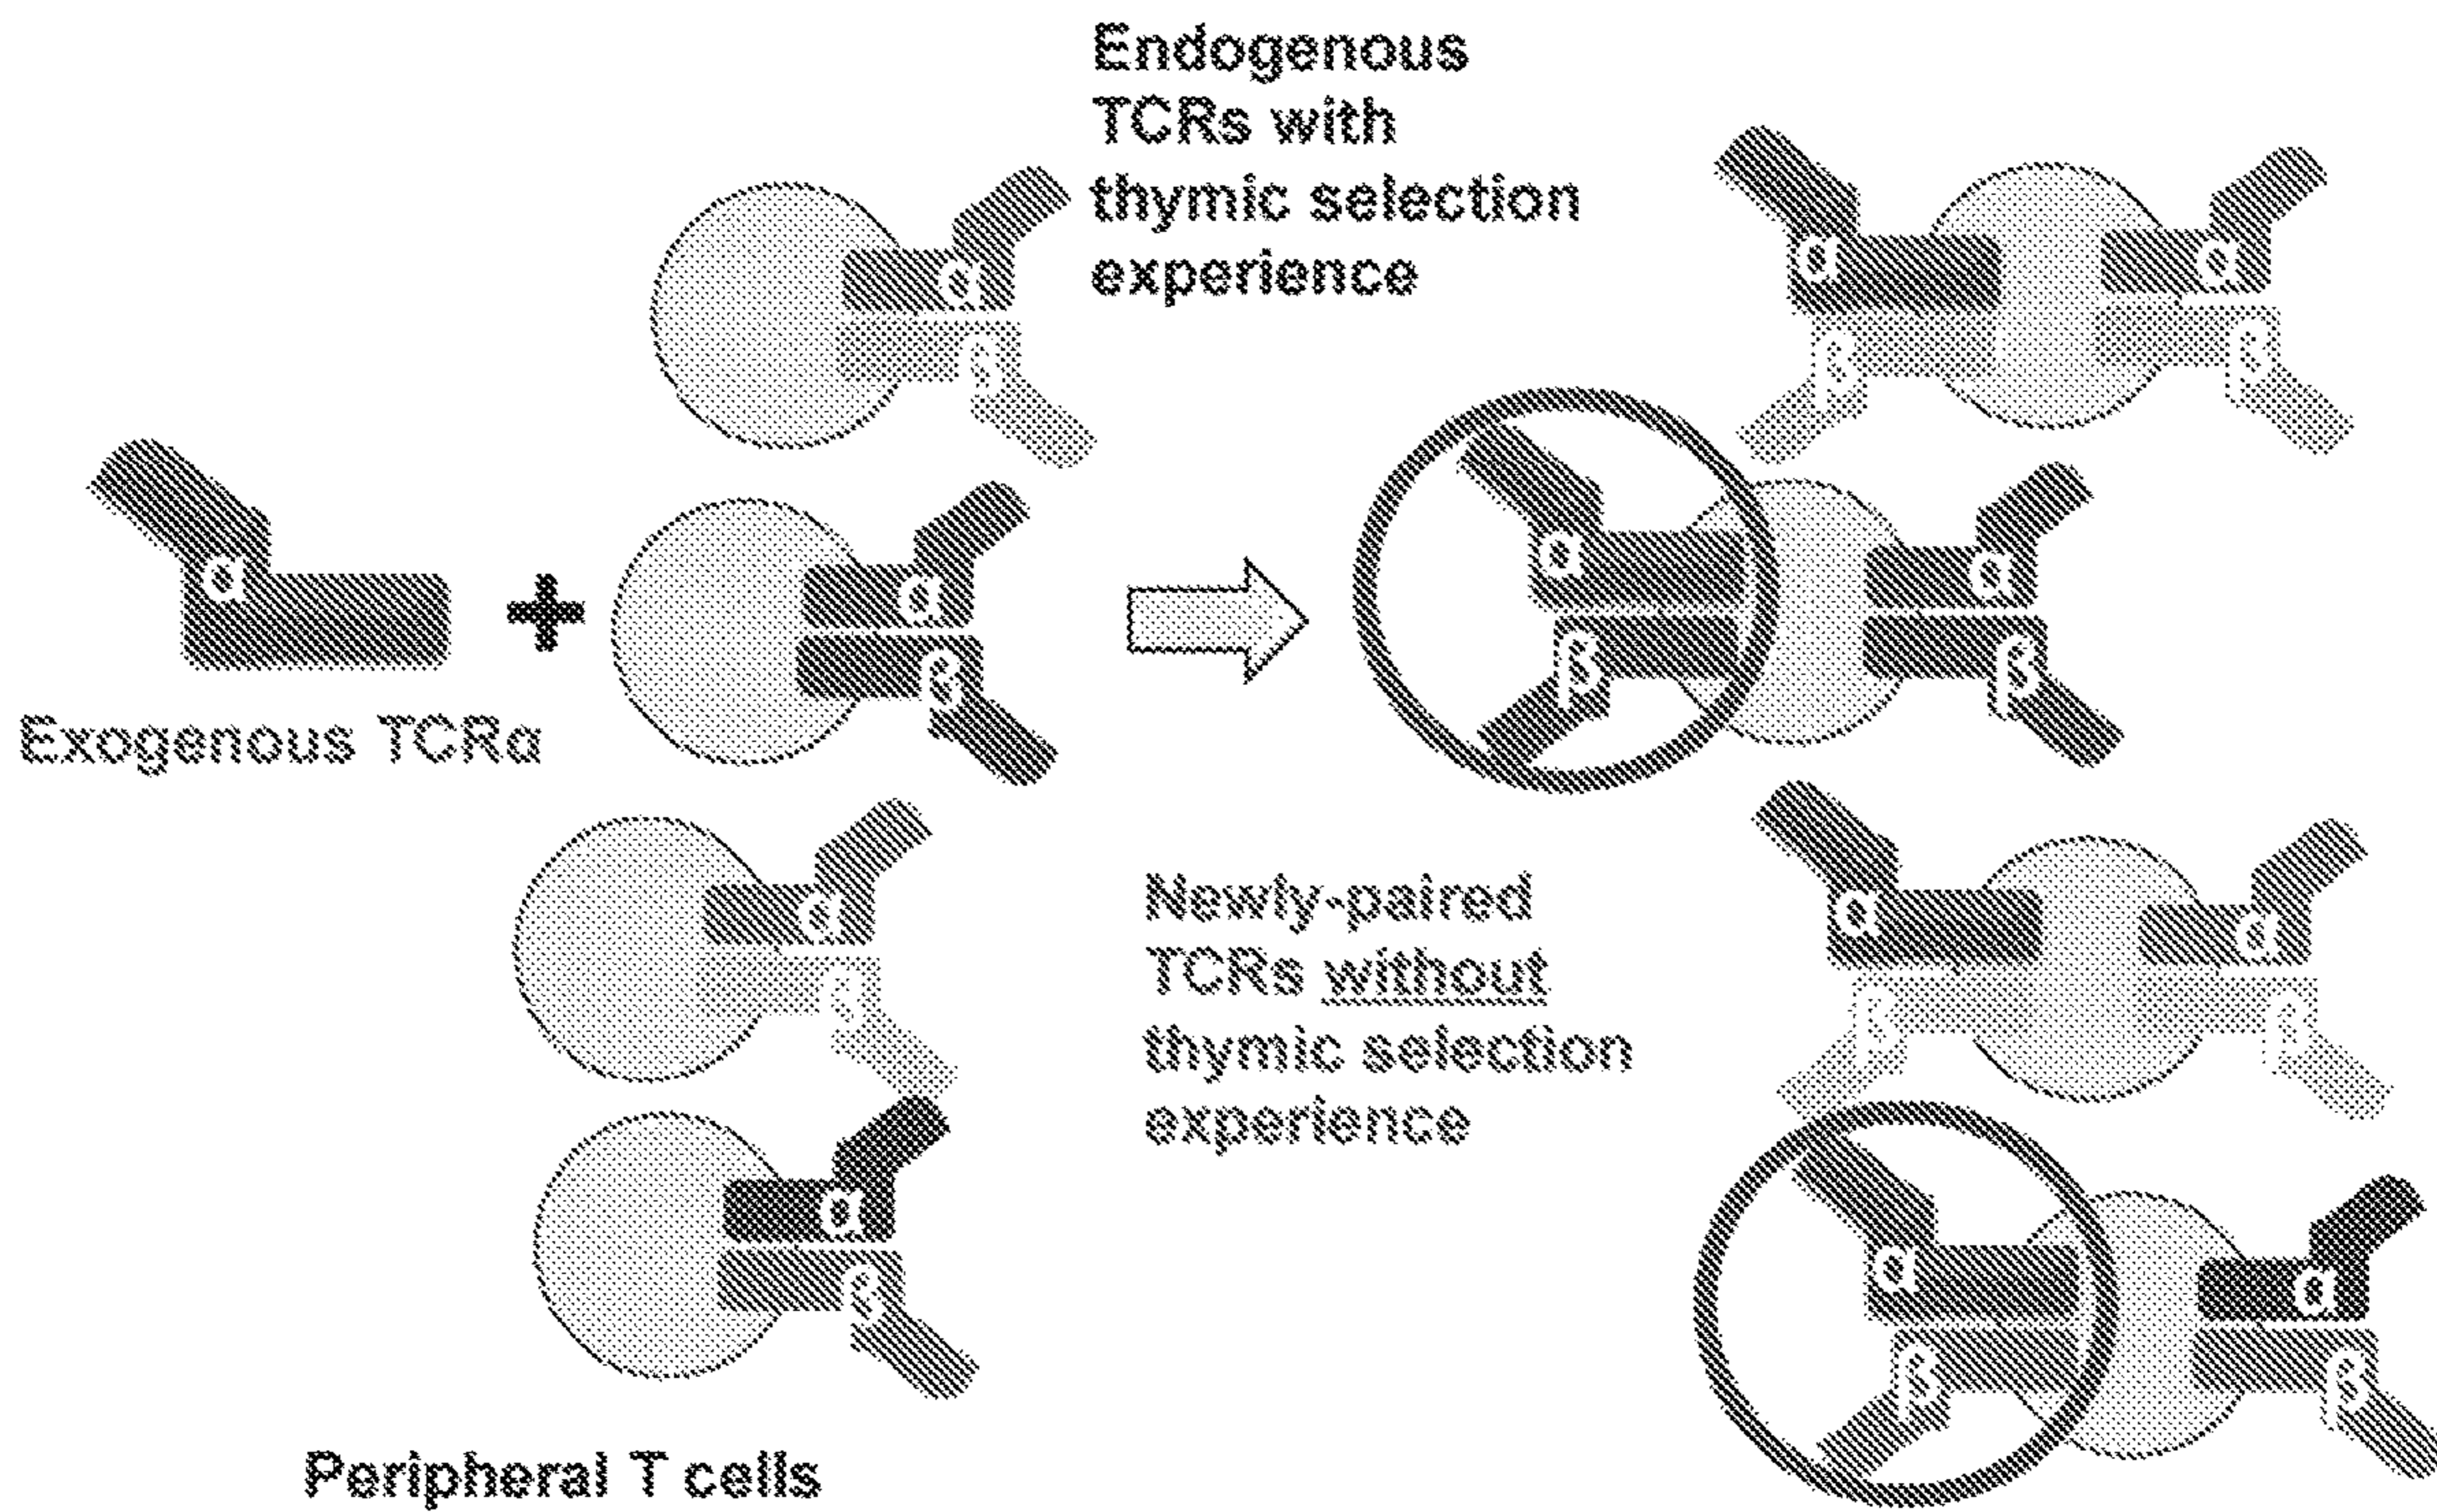 Endogenous
TCRs with
thymic selection
experience
α
β
α
α
β
β
α
+
α
β
α
α
β
β
Exogenous TCRα
α
β
Newly-paired
TCRs without
thymic selection
experience
α
α
β
β
α
β
α
α
β
β
Peripheral T cells